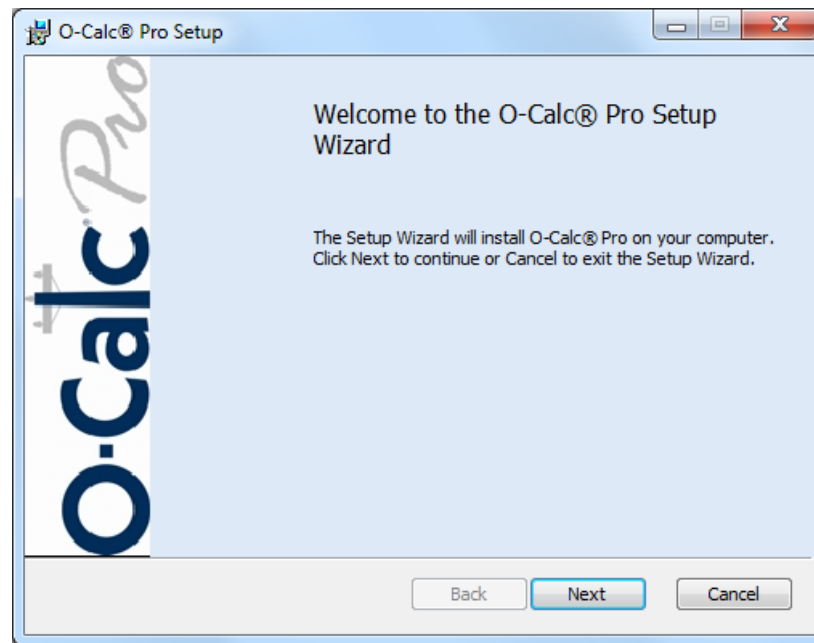 O-Calc® Pro Setup
O-Calc Pro
Welcome to the O-Calc® Pro Setup
Wizard
The Setup Wizard will install O-Calc® Pro on your computer.
Click Next to continue or Cancel to exit the Setup Wizard.
Back
Next
Cancel